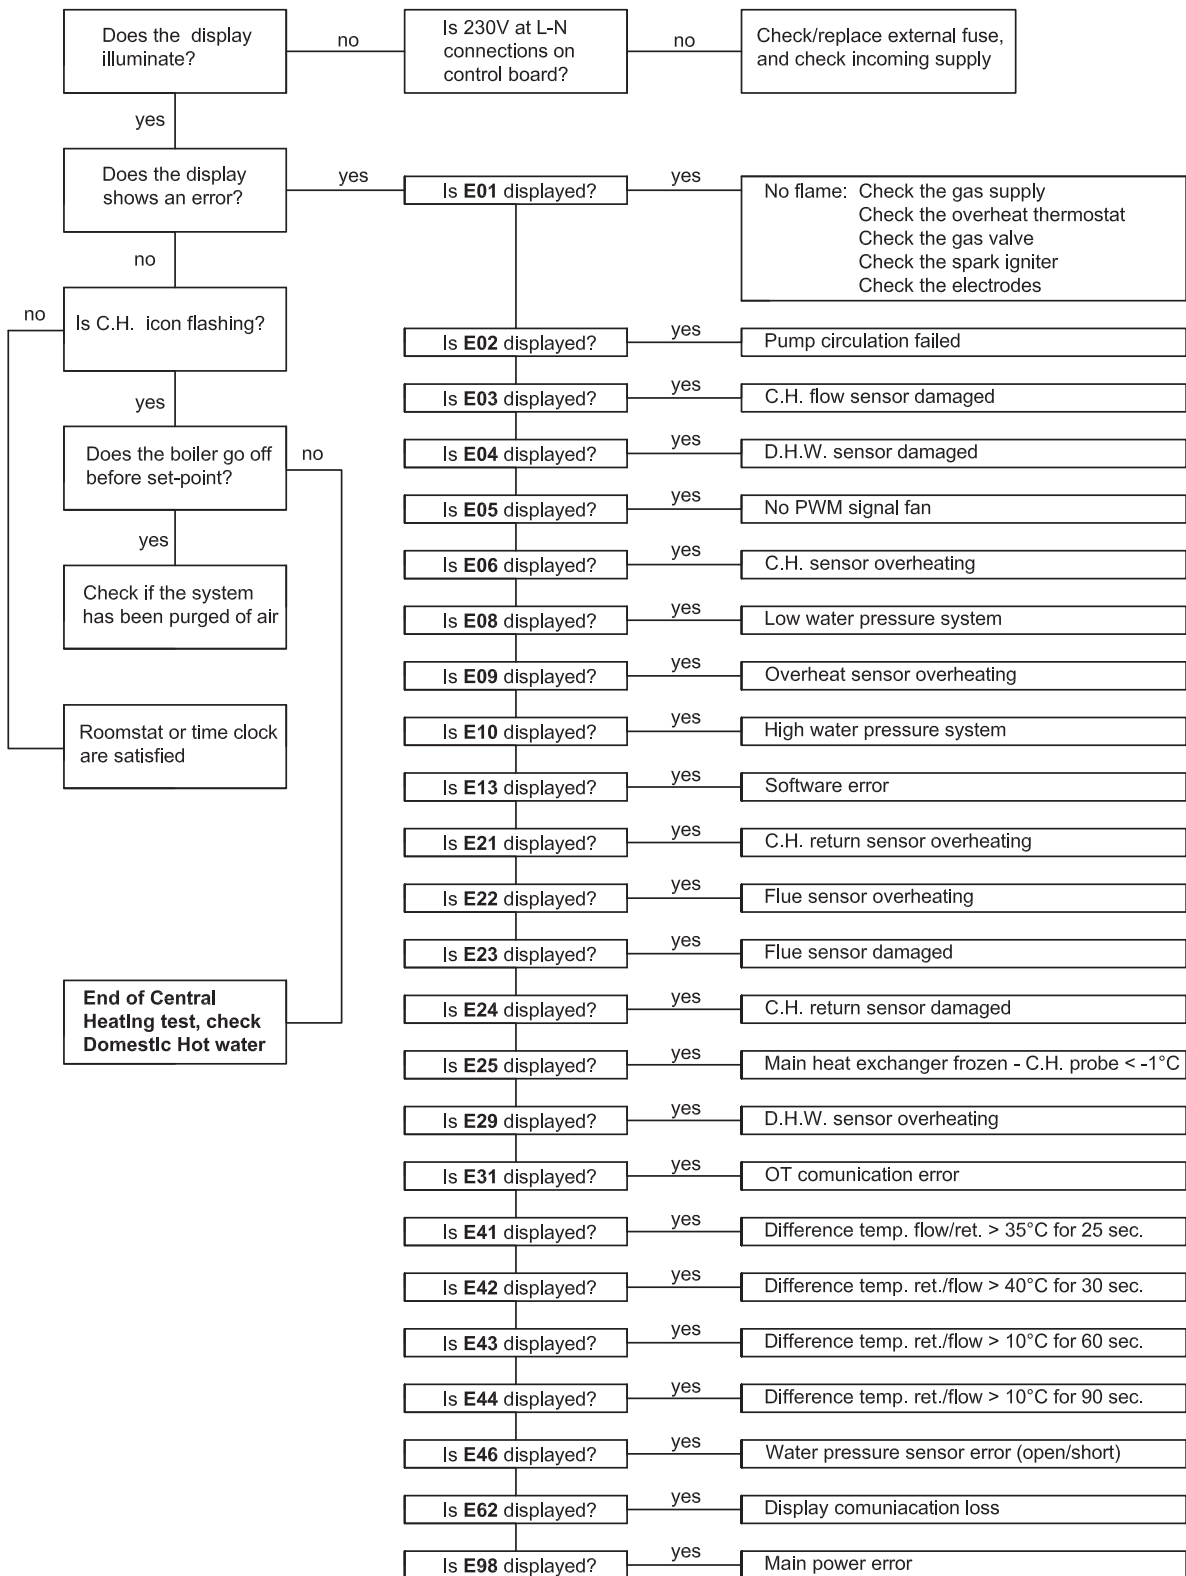 Does the display
illuminate?
no
Is 230V at L-N
connections on
control board?
no
Check/replace external fuse,
and check incoming supply
yes
Does the display
shows an error?
yes
Is E01 displayed?
yes
No flame: Check the gas supply
Check the overheat thermostat
Check the gas valve
Check the spark igniter
Check the electrodes
no
no
Is C.H. icon flashing?
yes
Does the boiler go off
before set-point?
no
yes
Check if the system
has been purged of air
Roomstat or time clock
are satisfied
End of Central
Heating test, check
Domestic Hot water
Is E02 displayed?
yes
Pump circulation failed
Is E03 displayed?
yes
C.H. flow sensor damaged
Is E04 displayed?
yes
D.H.W. sensor damaged
Is E05 displayed?
yes
No PWM signal fan
Is E06 displayed?
yes
C.H. sensor overheating
Is E08 displayed?
yes
Low water pressure system
Is E09 displayed?
yes
Overheat sensor overheating
Is E10 displayed?
yes
High water pressure system
Is E13 displayed?
yes
Software error
Is E21 displayed?
yes
C.H. return sensor overheating
Is E22 displayed?
yes
Flue sensor overheating
Is E23 displayed?
yes
Flue sensor damaged
Is E24 displayed?
yes
C.H. return sensor damaged
Is E25 displayed?
yes
Main heat exchanger frozen - C.H. probe < -1°C
Is E29 displayed?
yes
D.H.W. sensor overheating
Is E31 displayed?
yes
OT comunication error
Is E41 displayed?
yes
Difference temp. flow/ret. > 35°C for 25 sec.
Is E42 displayed?
yes
Difference temp. ret./flow > 40°C for 30 sec.
Is E43 displayed?
yes
Difference temp. ret./flow > 10°C for 60 sec.
Is E44 displayed?
yes
Difference temp. ret./flow > 10°C for 90 sec.
Is E46 displayed?
yes
Water pressure sensor error (open/short)
Is E62 displayed?
yes
Display comuniacation loss
Is E98 displayed?
yes
Main power error